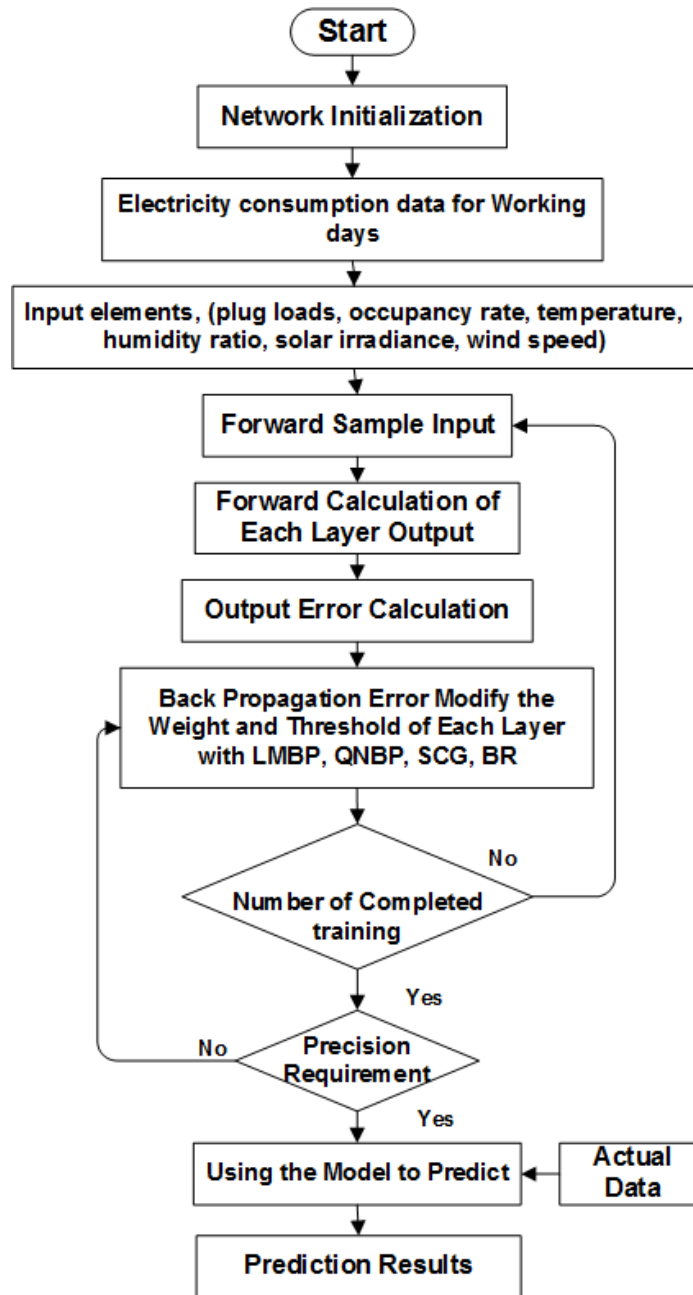 Start
Network Initialization
Electricity consumption data for Working
days
Input elements, (plug loads, occupancy rate, temperature,
humidity ratio, solar irradiance, wind speed)
Forward Sample Input
Forward Calculation of
Each Layer Output
Output Error Calculation
Back Propagation Error Modify the
Weight and Threshold of Each Layer
with LMBP, QNBP, SCG, BR
No
Number of Completed
training
Yes
No
Precision
Requirement
Yes
Using the Model to Predict
Actual
Data
Prediction Results